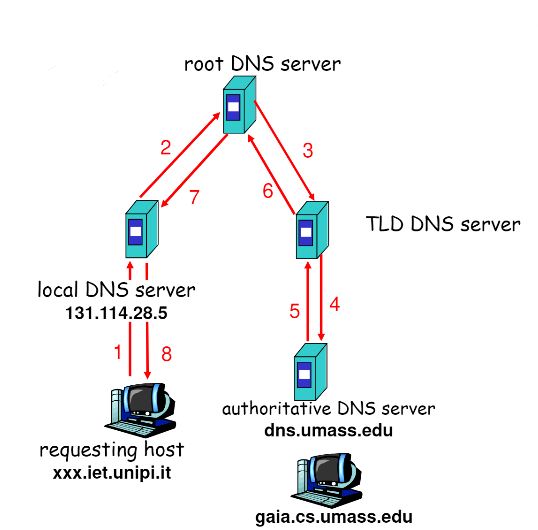 root DNS server
2
3
7
6
TLD DNS server
local DNS server
131.114.28.5
5
4
1
8
authoritative DNS server
dns.umass.edu
requesting host
xxx.iet.unipi.it
gaia.cs.umass.edu